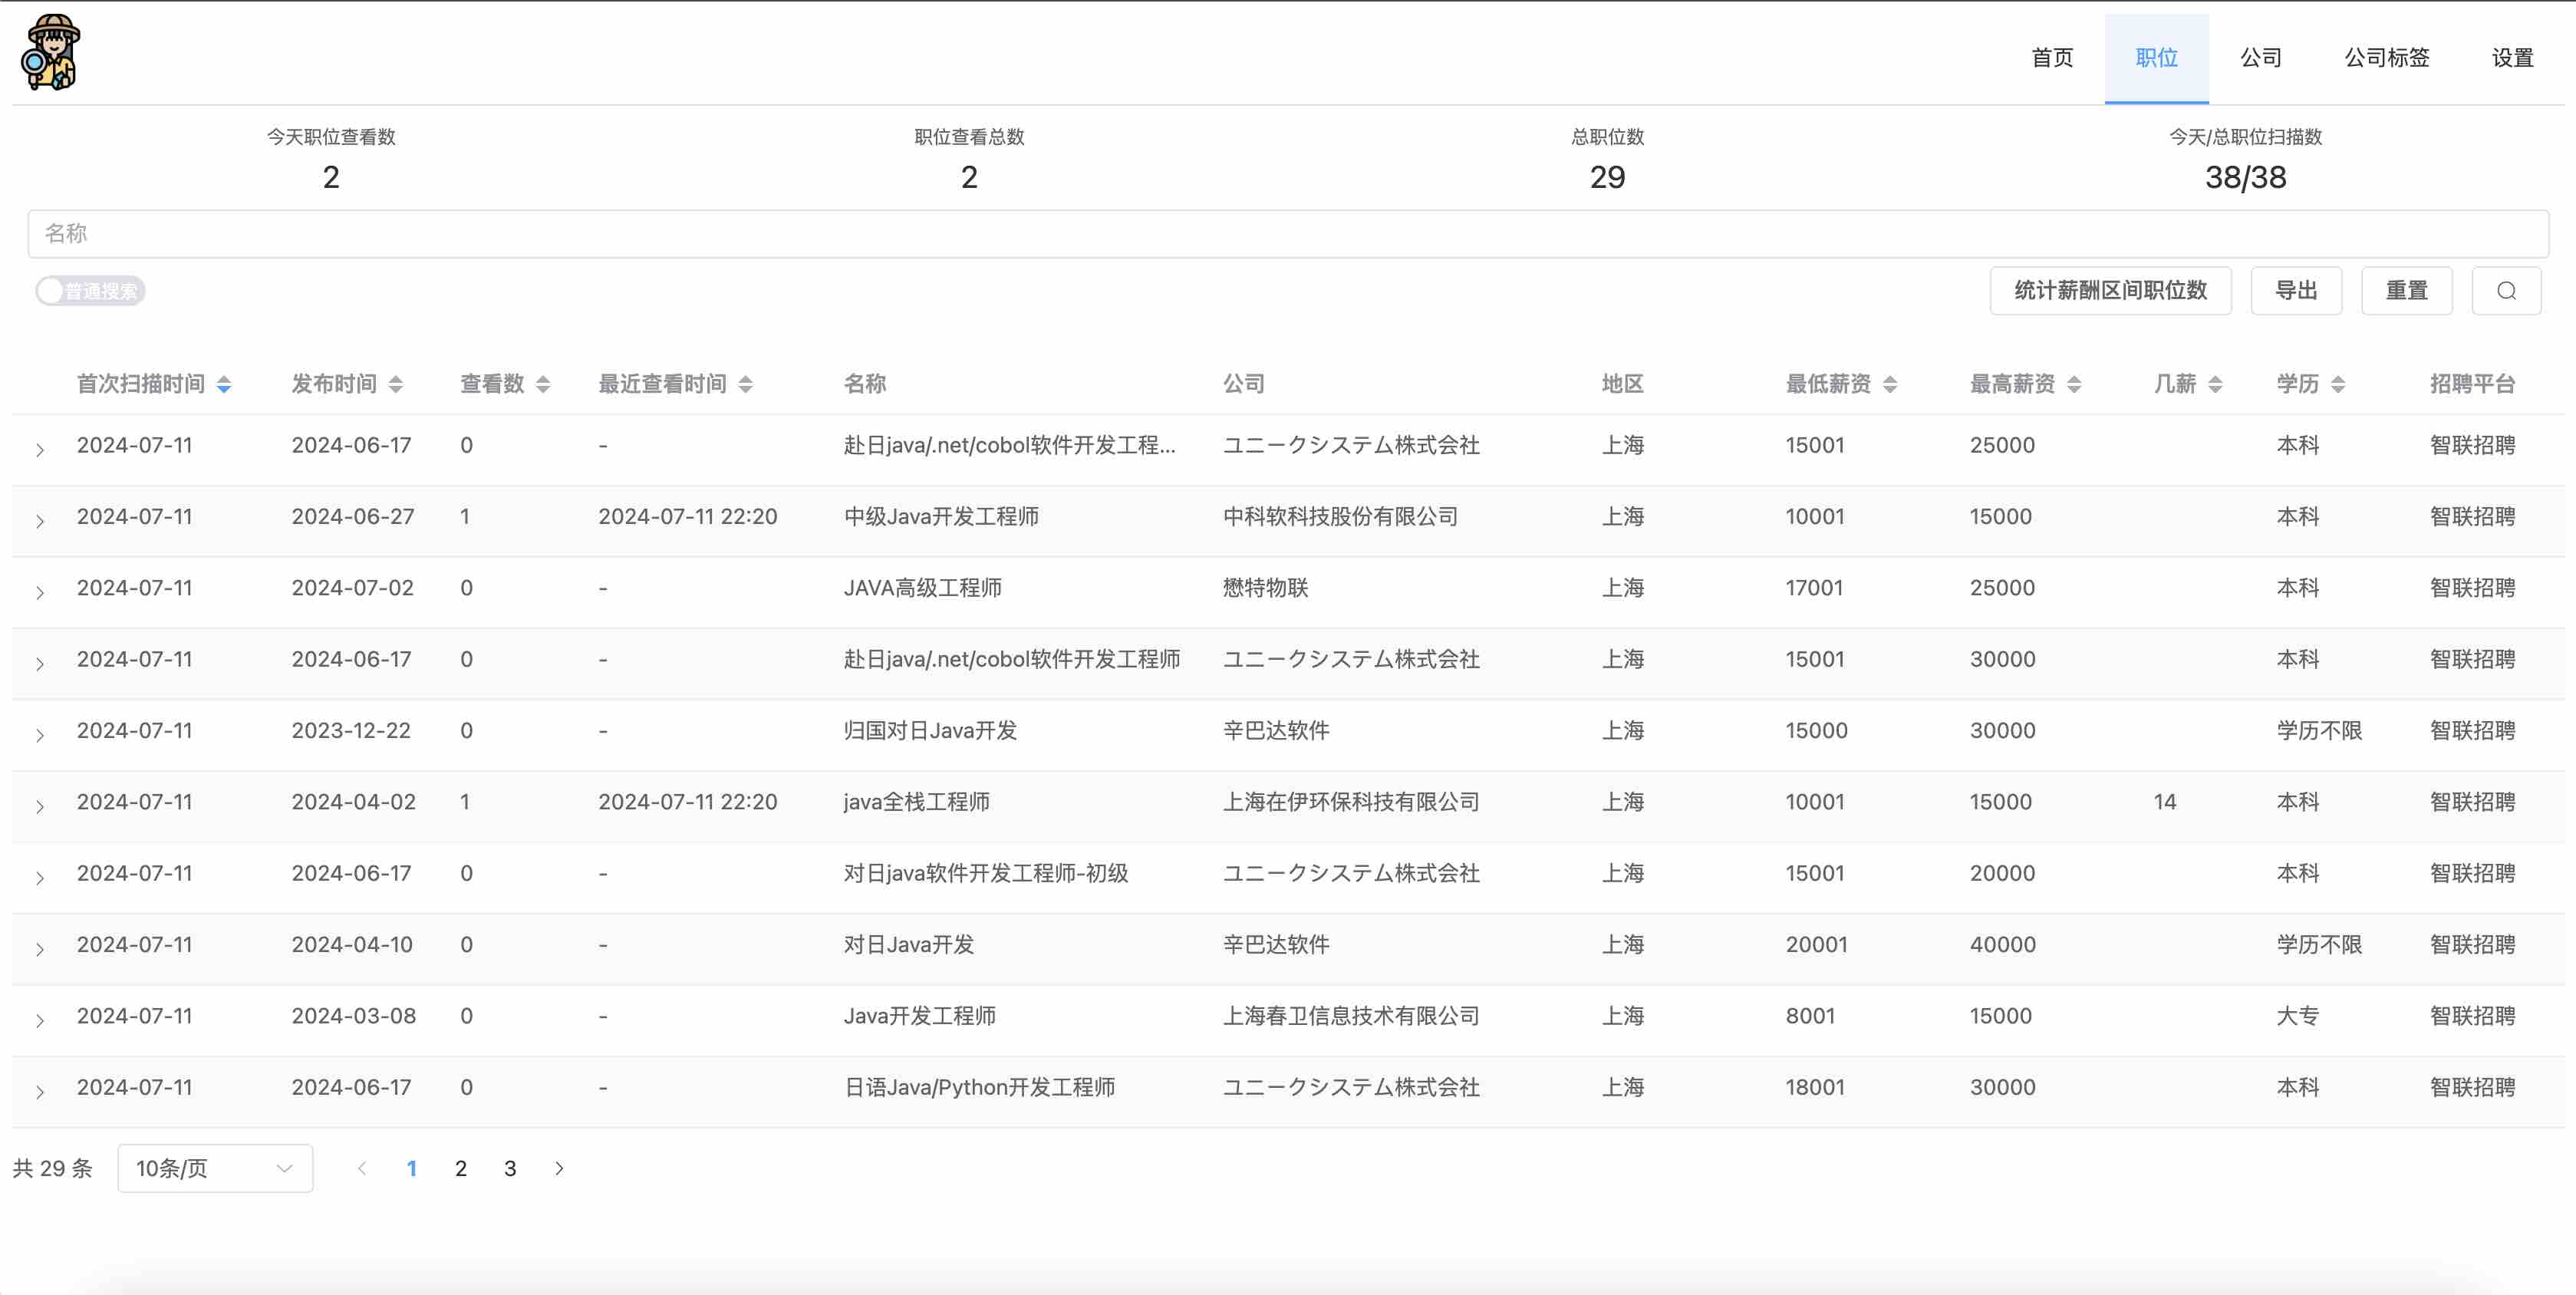 首页 职位 公司 公司标签 设置
今天职位查看数 职位查看总数 总职位数 今天/总职位扫描数
2 2 29 38/38
名称
普通搜索 统计薪酬区间职位数 导出 重置
首次扫描时间 发布时间 查看数 最近查看时间 名称 公司 地区 最低薪资 最高薪资 几薪 学历 招聘平台
2024-07-11 2024-06-17 0 - 赴日java/.net/cobol软件开发工程... ユニークシステム株式会社 上海 15001 25000 本科 智联招聘
2024-07-11 2024-06-27 1 2024-07-11 22:20 中级Java开发工程师 中科软科技股份有限公司 上海 10001 15000 本科 智联招聘
2024-07-11 2024-07-02 0 - JAVA高级工程师 懋特物联 上海 17001 25000 本科 智联招聘
2024-07-11 2024-06-17 0 - 赴日java/.net/cobol软件开发工程师 ユニークシステム株式会社 上海 15001 30000 本科 智联招聘
2024-07-11 2023-12-22 0 - 归国对日Java开发 辛巴达软件 上海 15000 30000 学历不限 智联招聘
2024-07-11 2024-04-02 1 2024-07-11 22:20 java全栈工程师 上海在伊环保科技有限公司 上海 10001 15000 14 本科 智联招聘
2024-07-11 2024-06-17 0 - 对日java软件开发工程师-初级 ユニークシステム株式会社 上海 15001 20000 本科 智联招聘
2024-07-11 2024-04-10 0 - 对日Java开发 辛巴达软件 上海 20001 40000 学历不限 智联招聘
2024-07-11 2024-03-08 0 - Java开发工程师 上海春卫信息技术有限公司 上海 8001 15000 大专 智联招聘
2024-07-11 2024-06-17 0 - 日语Java/Python开发工程师 ユニークシステム株式会社 上海 18001 30000 本科 智联招聘
共 29 条 10条/页 1 2 3